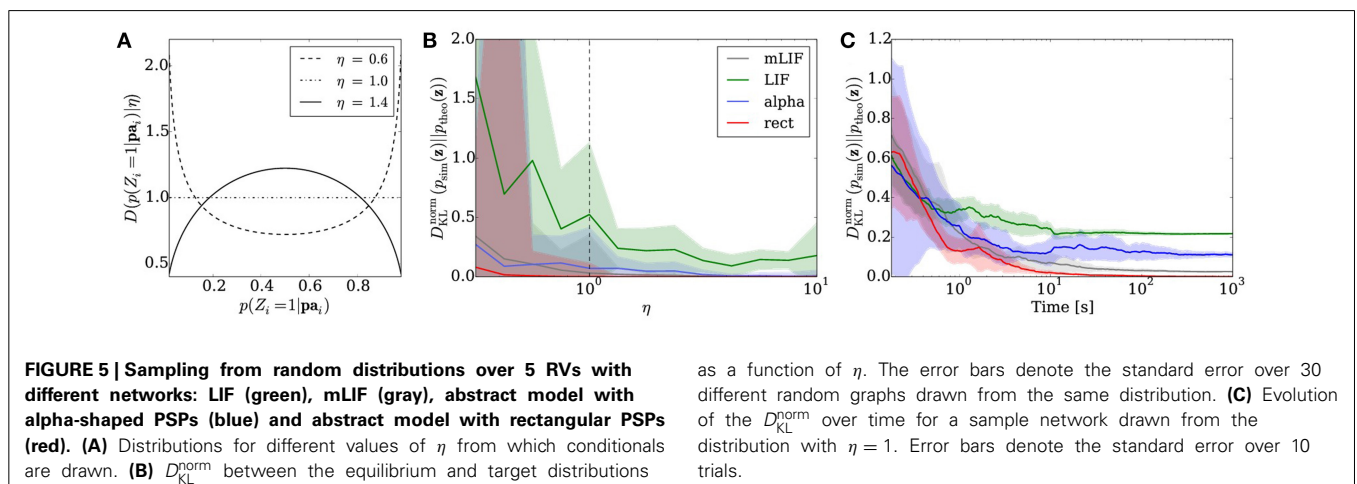 A
D(p(Z_i=1|pa_i)|η)
2.0
1.5
1.0
0.5
0.2 0.4 0.6 0.8
p(Z_i=1|pa_i)
η = 0.6
η = 1.0
η = 1.4
B
D_KL^norm(p_sim(z)||p_theo(z))
2.0
1.5
1.0
0.5
0.0
10^0 10^1
η
mLIF
LIF
alpha
rect
C
D_KL^norm(p_sim(z)||p_theo(z))
1.2
1.0
0.8
0.6
0.4
0.2
0.0
10^0 10^1 10^2 10^3
Time [s]
FIGURE 5 | Sampling from random distributions over 5 RVs with
different networks: LIF (green), mLIF (gray), abstract model with
alpha-shaped PSPs (blue) and abstract model with rectangular PSPs
(red). (A) Distributions for different values of η from which conditionals
are drawn. (B) D_KL^norm between the equilibrium and target distributions
as a function of η. The error bars denote the standard error over 30
different random graphs drawn from the same distribution. (C) Evolution
of the D_KL^norm over time for a sample network drawn from the
distribution with η = 1. Error bars denote the standard error over 10
trials.